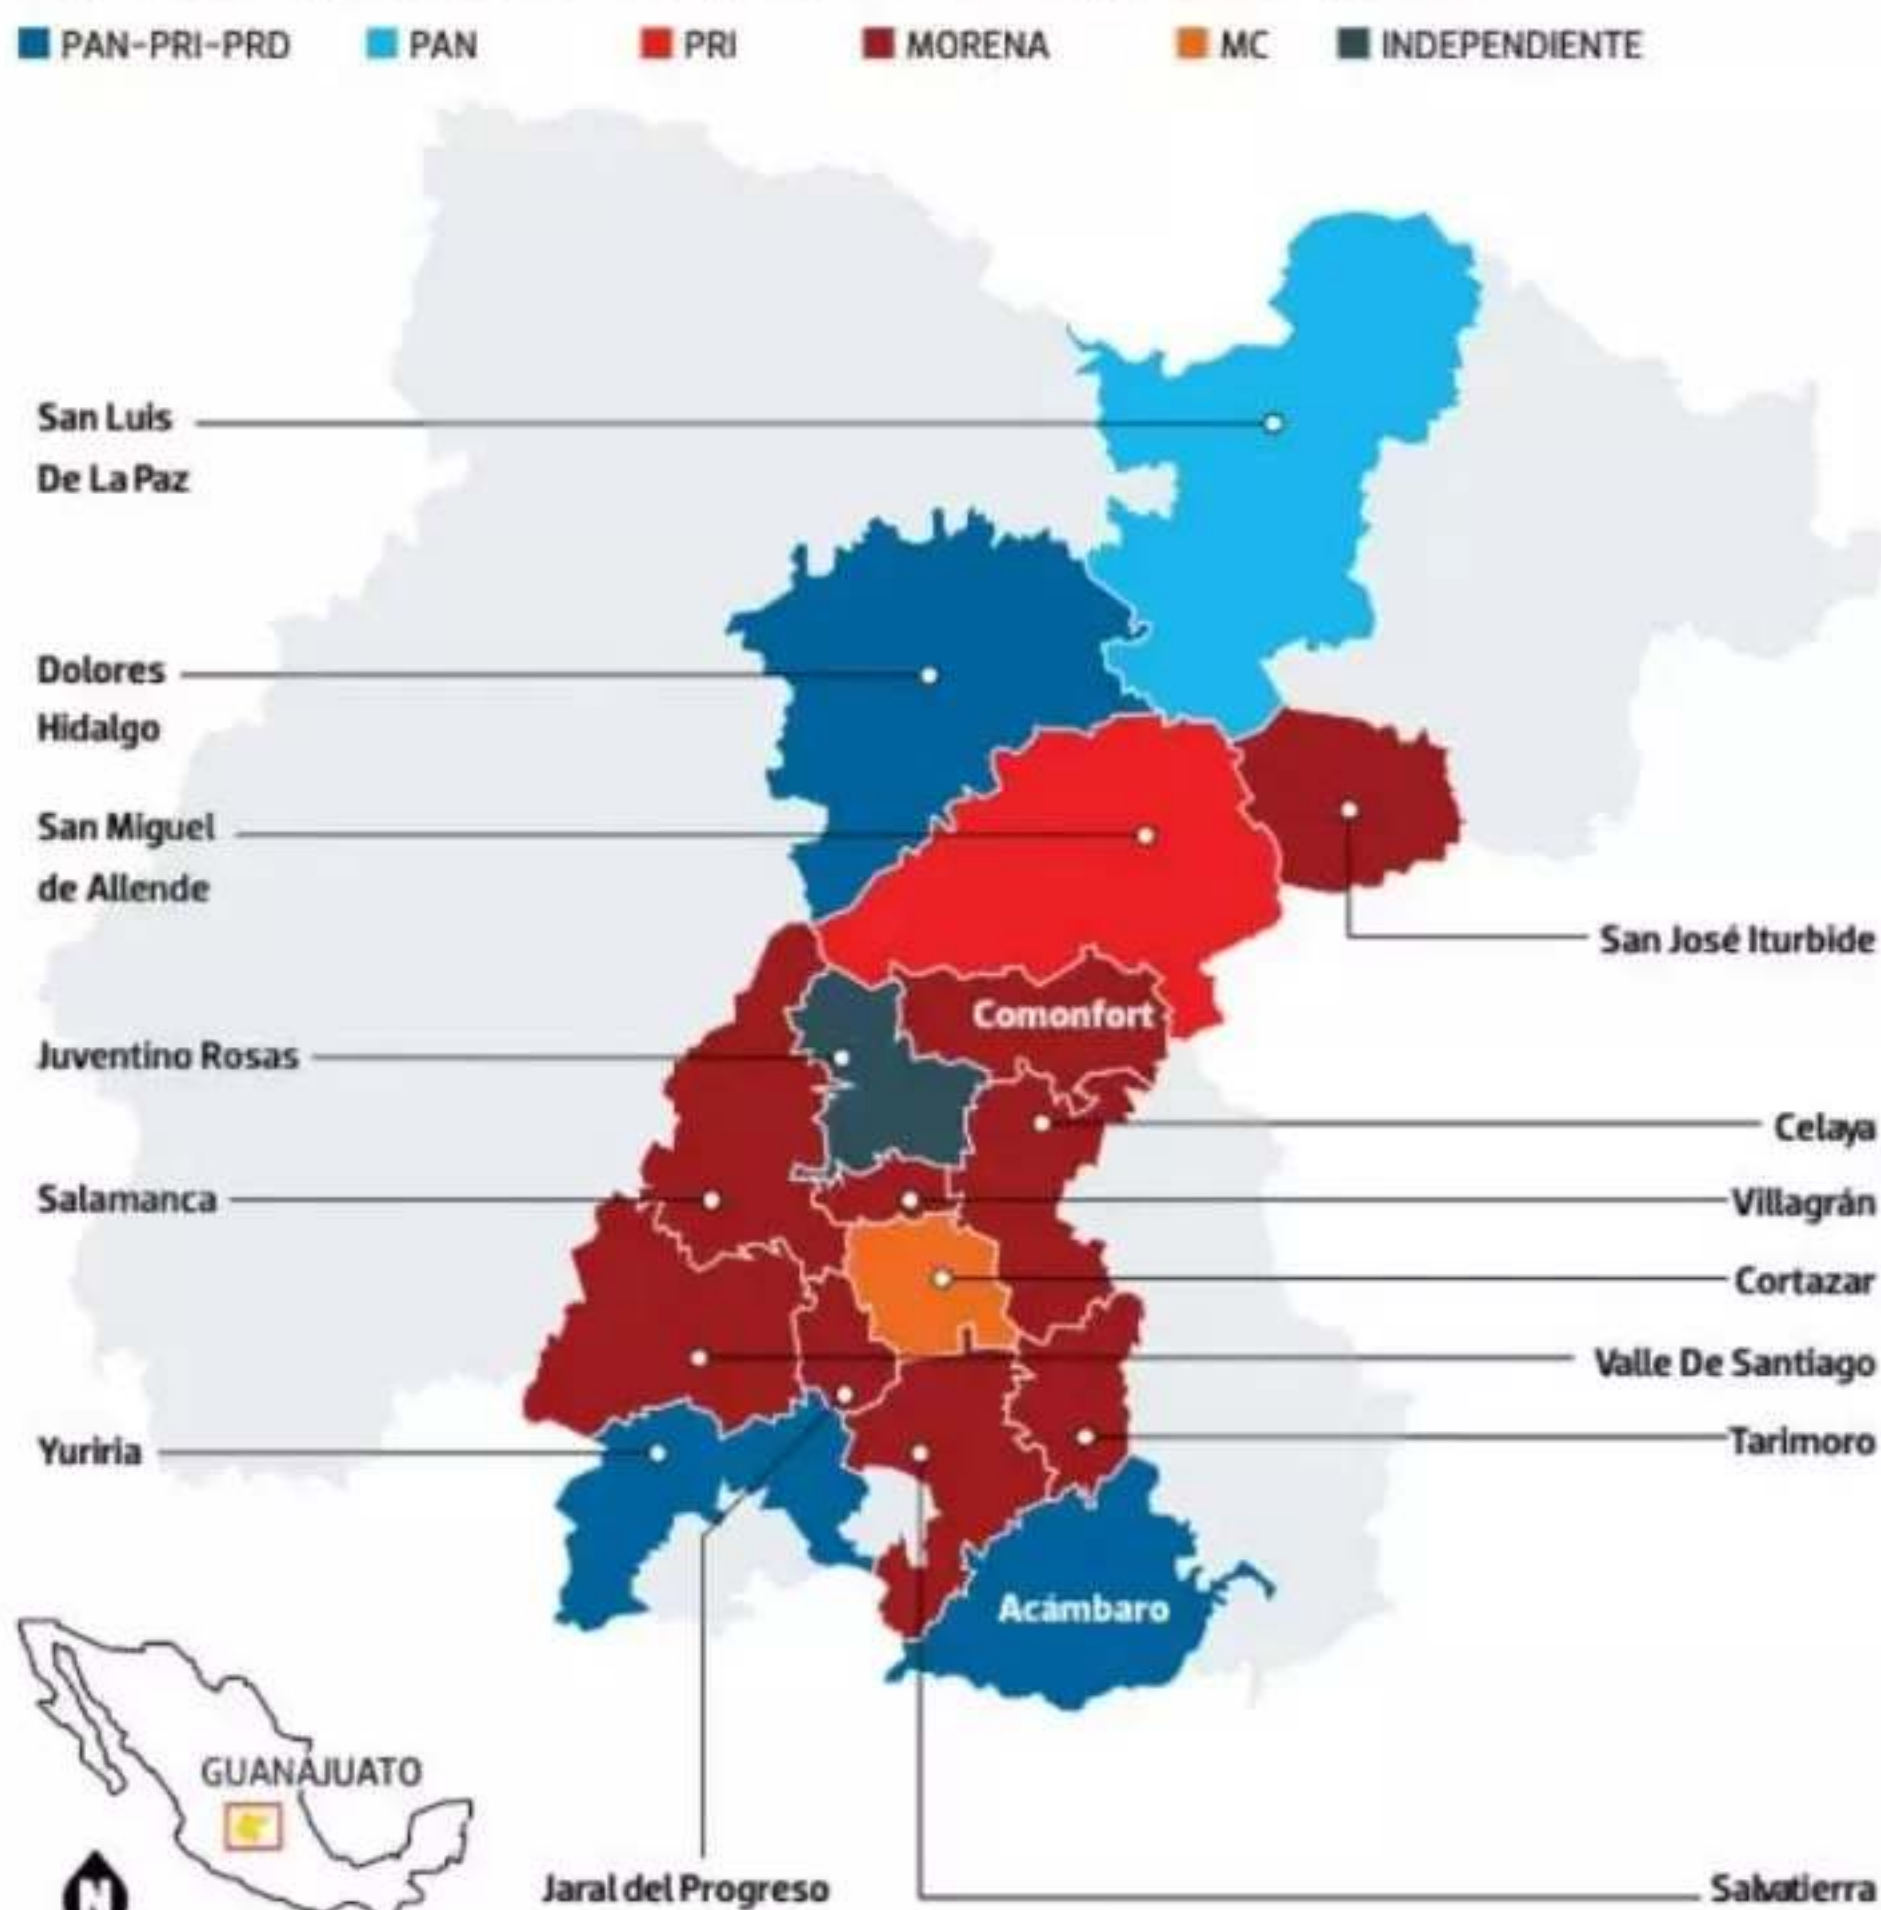 PAN-PRI-PRD PAN PRI MORENA MC INDEPENDIENTE
San Luis
De La Paz
Dolores
Hidalgo
San Miguel
de Allende
San José Iturbide
Comonfort
Juventino Rosas
Celaya
Salamanca
Villagrán
Cortazar
Valle De Santiago
Tarimoro
Yuriria
Acámbaro
GUANAJUATO
Jaral del Progreso
Salvatierra
N